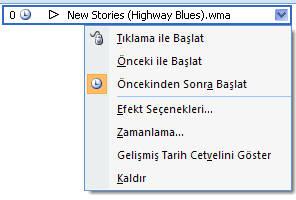 0 New Stories (Highway Blues).wma
Tıklama ile Başlat
Önceki ile Başlat
Öncekinden Sonra Başlat
Efekt Seçenekleri...
Zamanlama...
Gelişmiş Tarih Cetvelini Göster
Kaldır